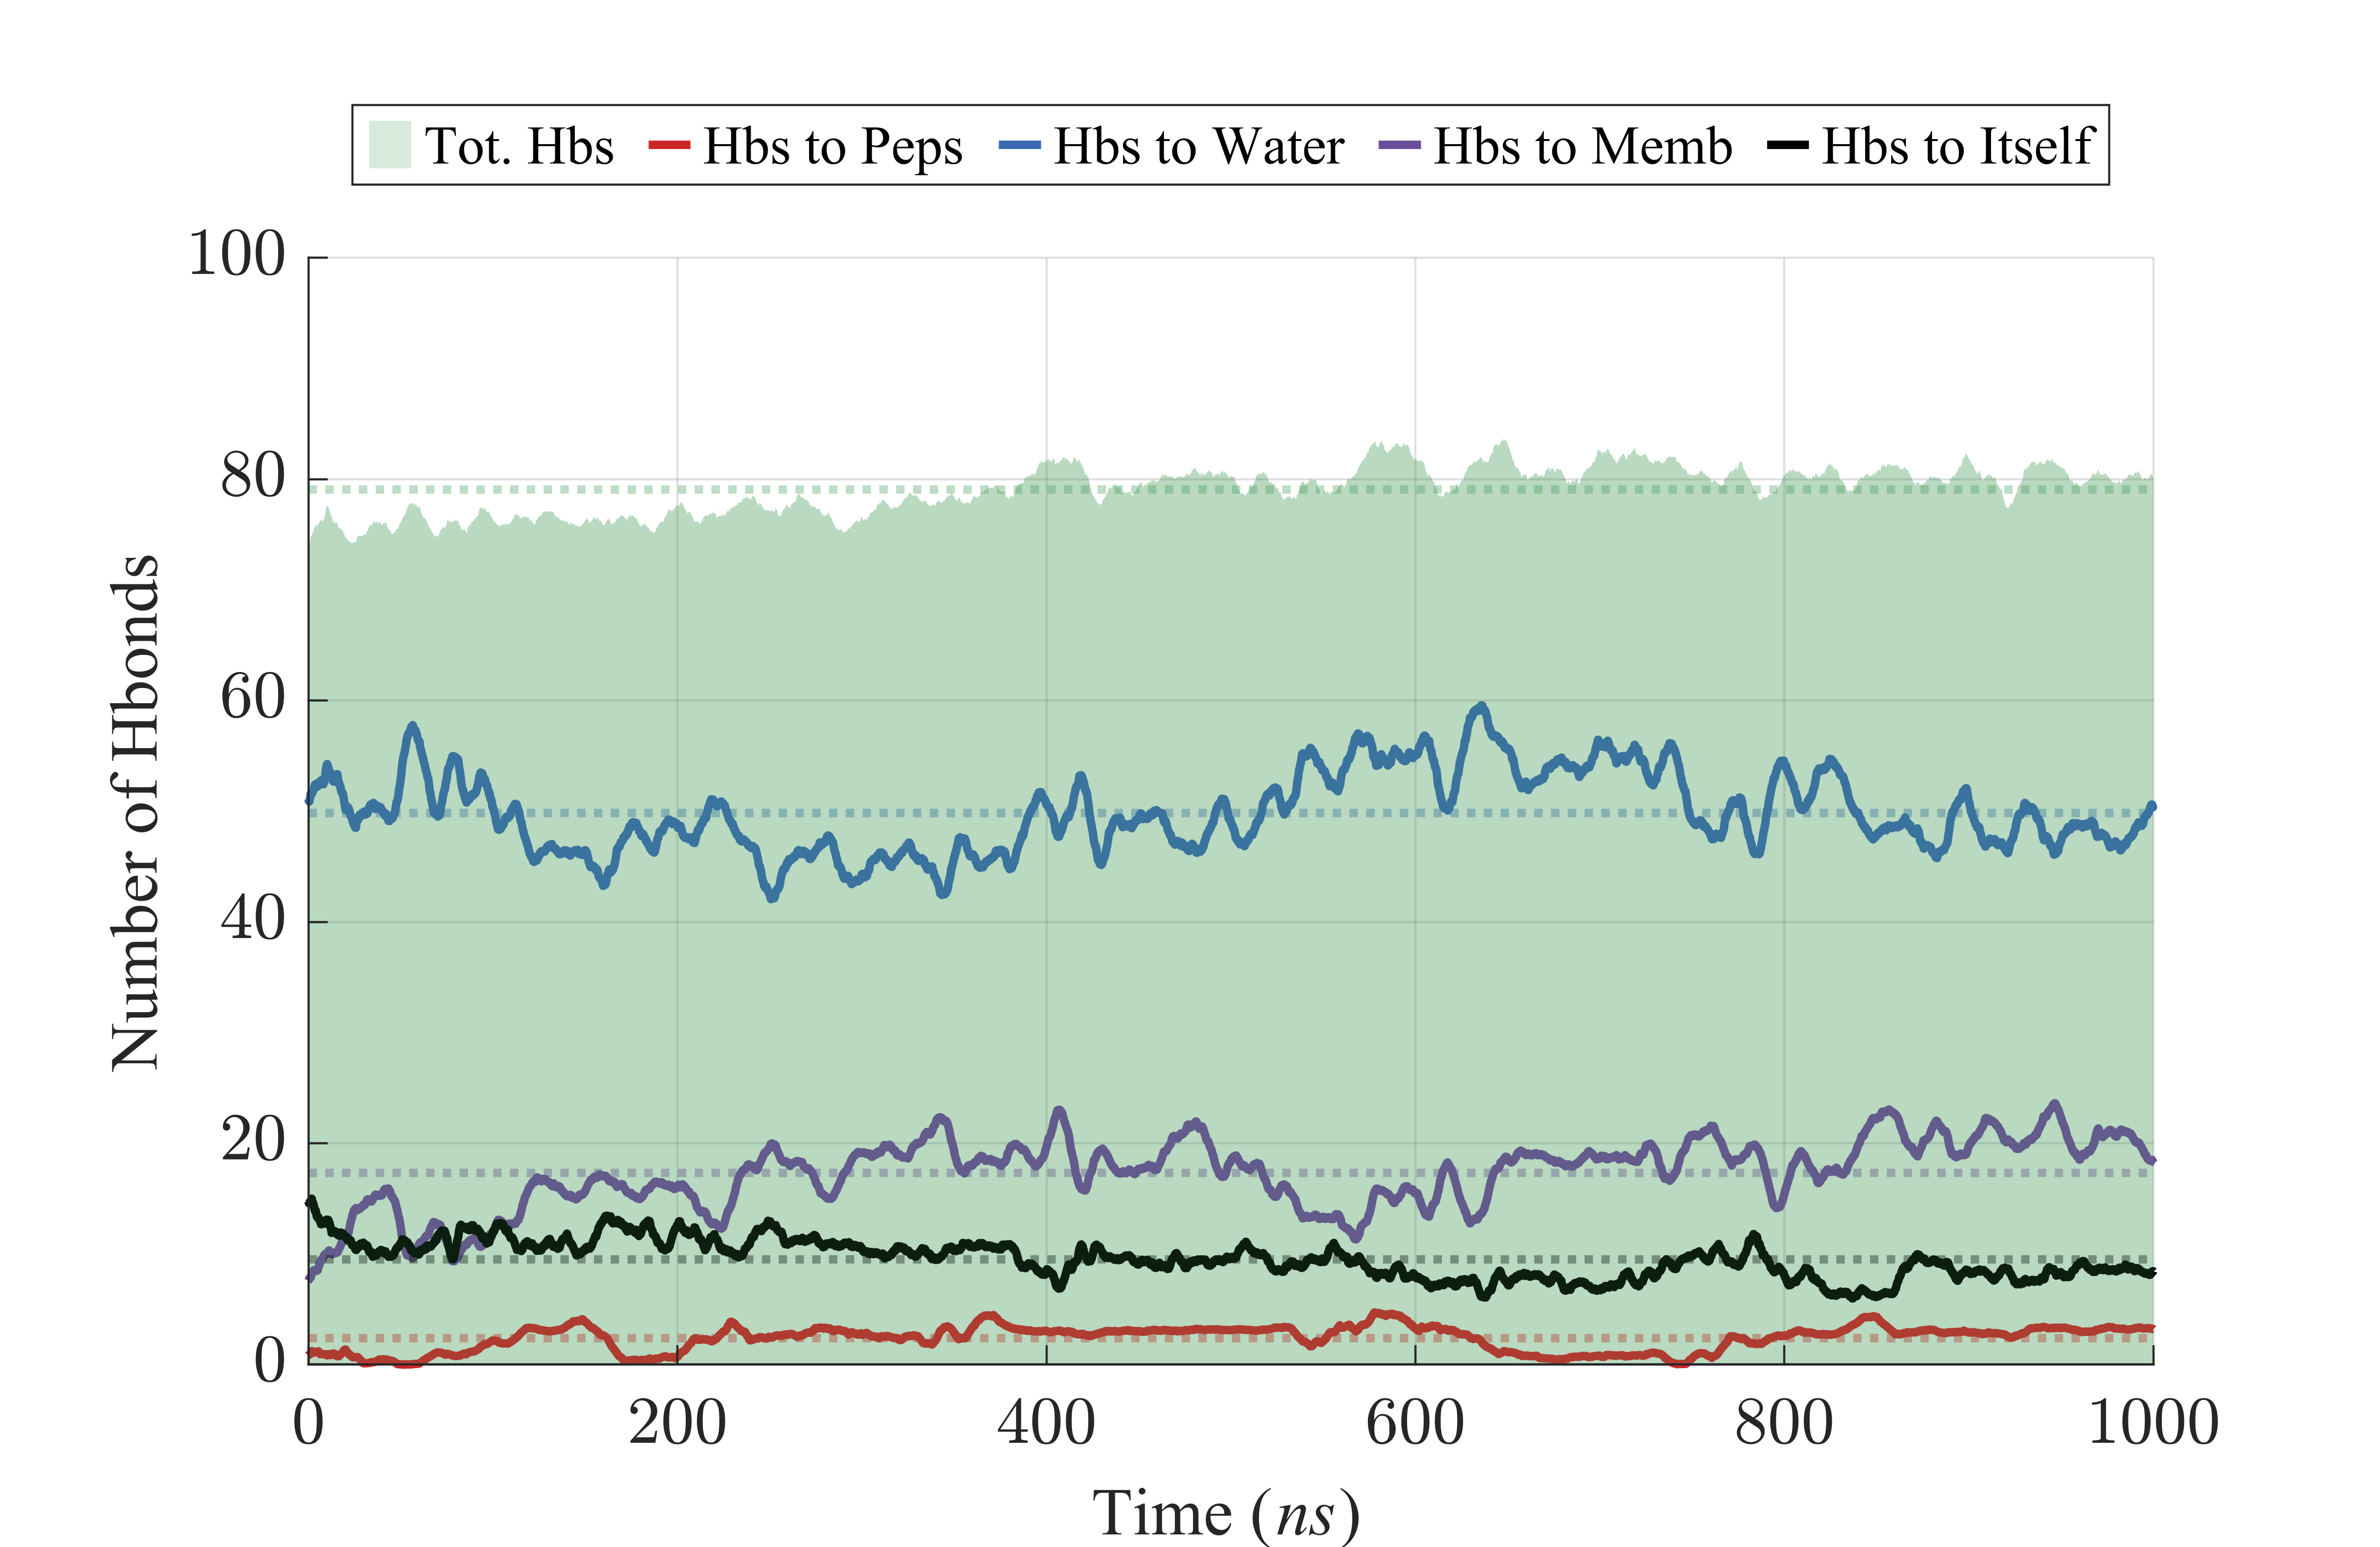 Tot. Hbs Hbs to Peps Hbs to Water Hbs to Memb Hbs to Itself
100
80
60
40
20
0
Number of Hbonds
0 200 400 600 800 1000
Time (ns)